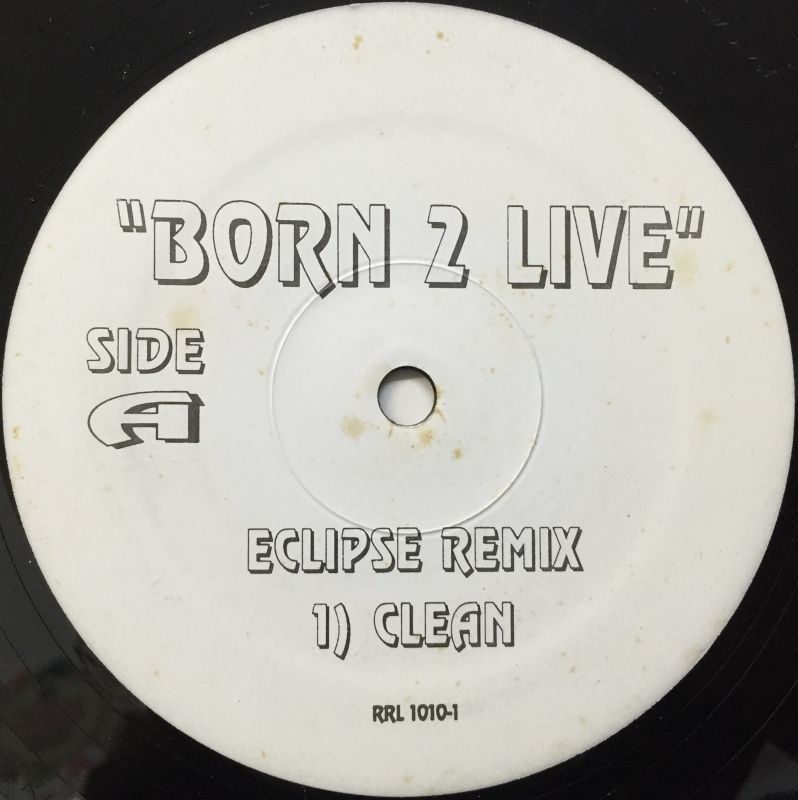 "BORN 2 LIVE"
SIDE
A
ECLIPSE REMIX
1) CLEAN
RRL 1010-1